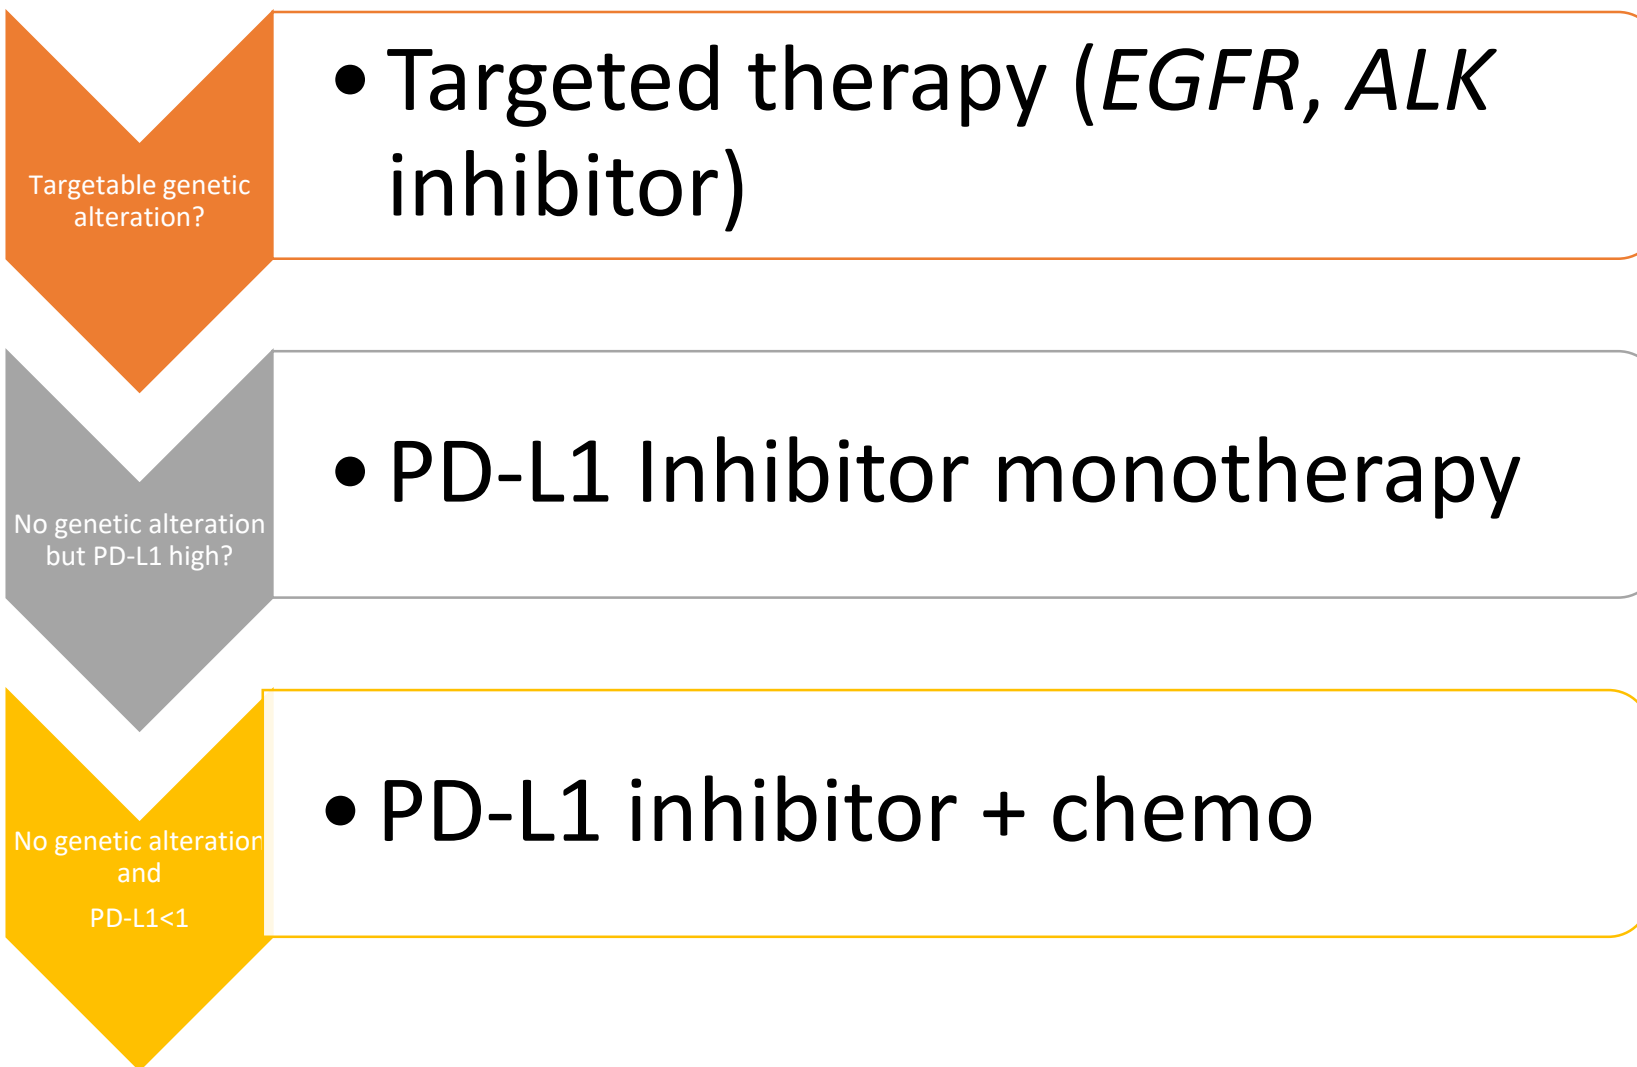 Targetable genetic
alteration?
• Targeted therapy (EGFR, ALK
inhibitor)
No genetic alteration
but PD-L1 high?
• PD-L1 Inhibitor monotherapy
No genetic alteration
and
PD-L1<1
• PD-L1 inhibitor + chemo